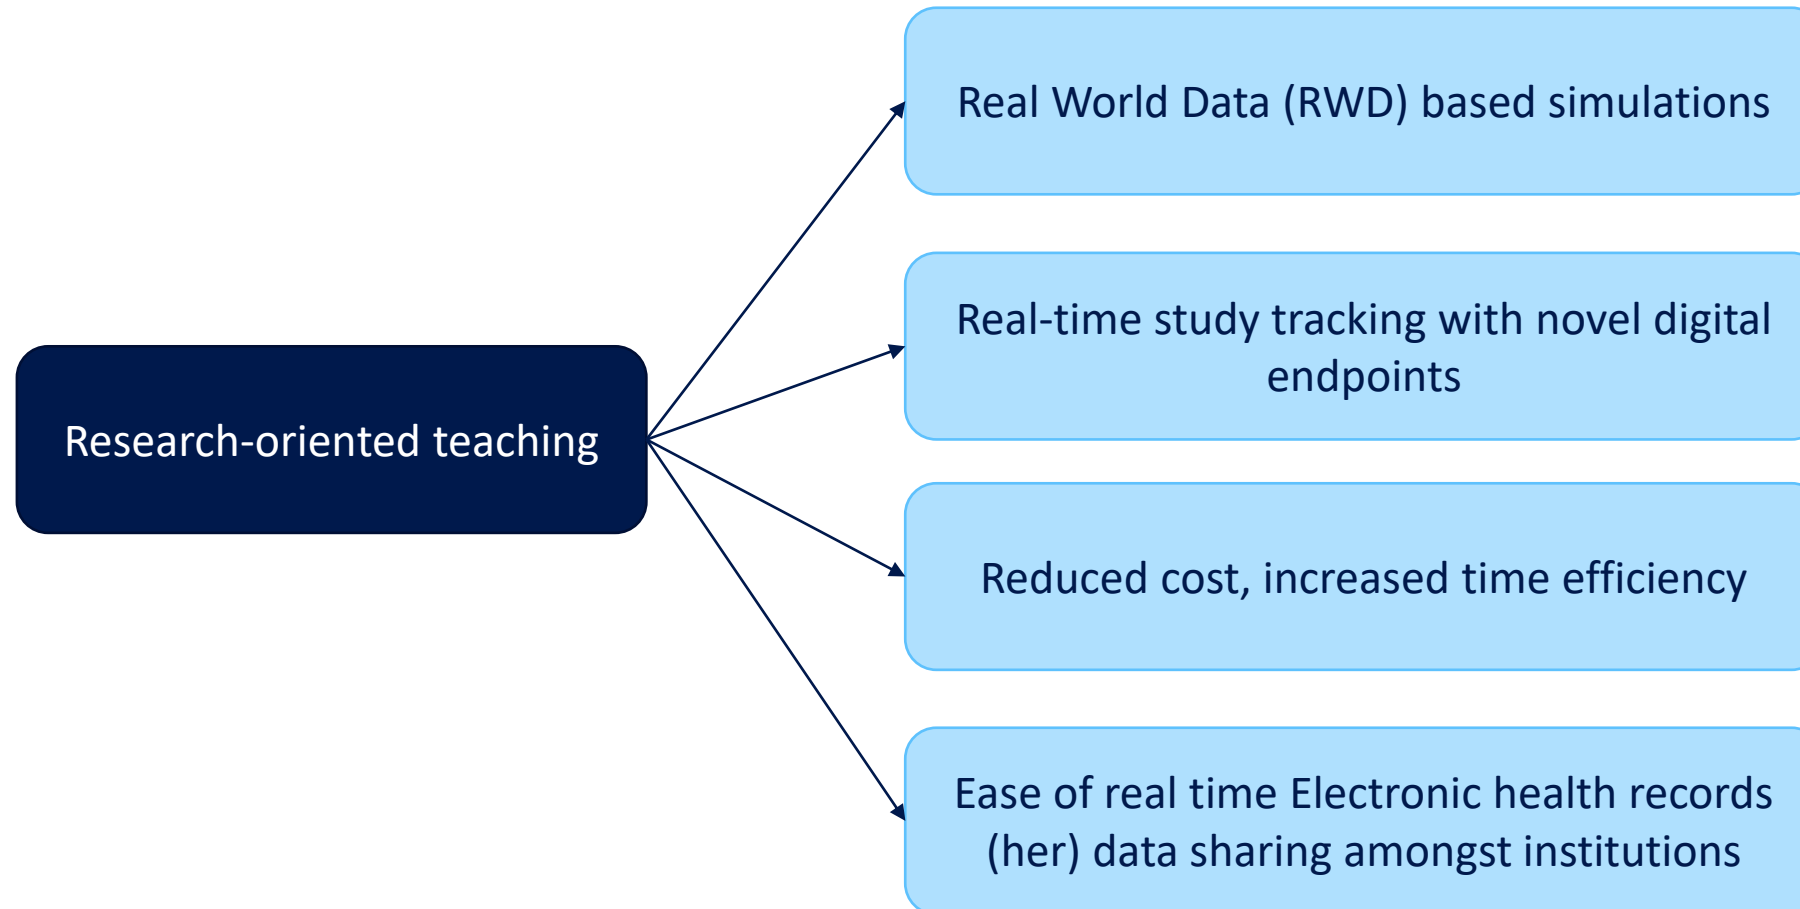 Real World Data (RWD) based simulations
Real-time study tracking with novel digital
endpoints
Research-oriented teaching
Reduced cost, increased time efficiency
Ease of real time Electronic health records
(her) data sharing amongst institutions